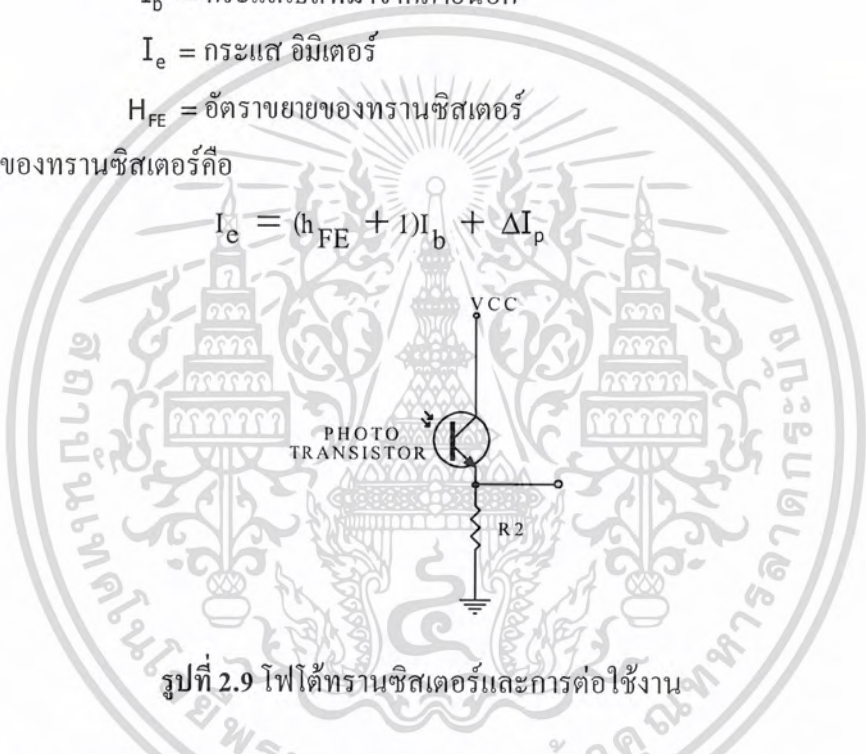 I_e = กระแส อิมิเตอร์
H_FE = อัตราขยายของทรานซิสเตอร์
ของทรานซิสเตอร์คือ
I_e = (h_FE + 1)I_b + ΔI_p
VCC
PHOTO
TRANSISTOR
R2
รูปที่ 2.9 โฟโต้ทรานซิสเตอร์และการต่อใช้งาน